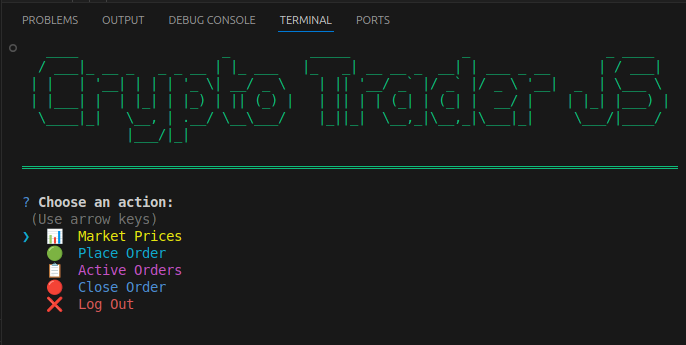 PROBLEMS OUTPUT DEBUG CONSOLE TERMINAL PORTS
Crypto Trader JS
? Choose an action:
(Use arrow keys)
❯ 📊 Market Prices
🟢 Place Order
📋 Active Orders
🔴 Close Order
❌ Log Out